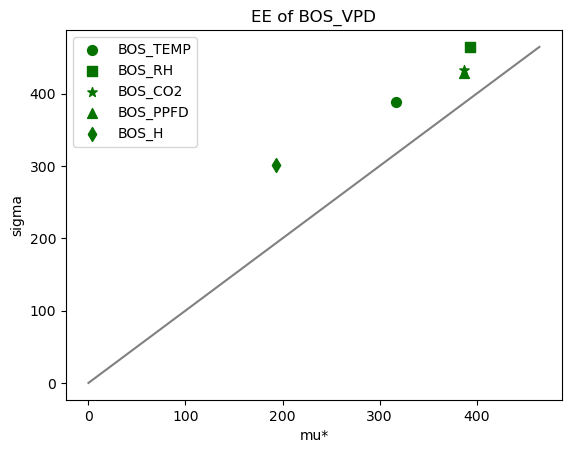 EE of BOS_VPD
BOS_TEMP
BOS_RH
BOS_CO2
BOS_PPFD
BOS_H
sigma
400
300
200
100
0
0 100 200 300 400
mu*